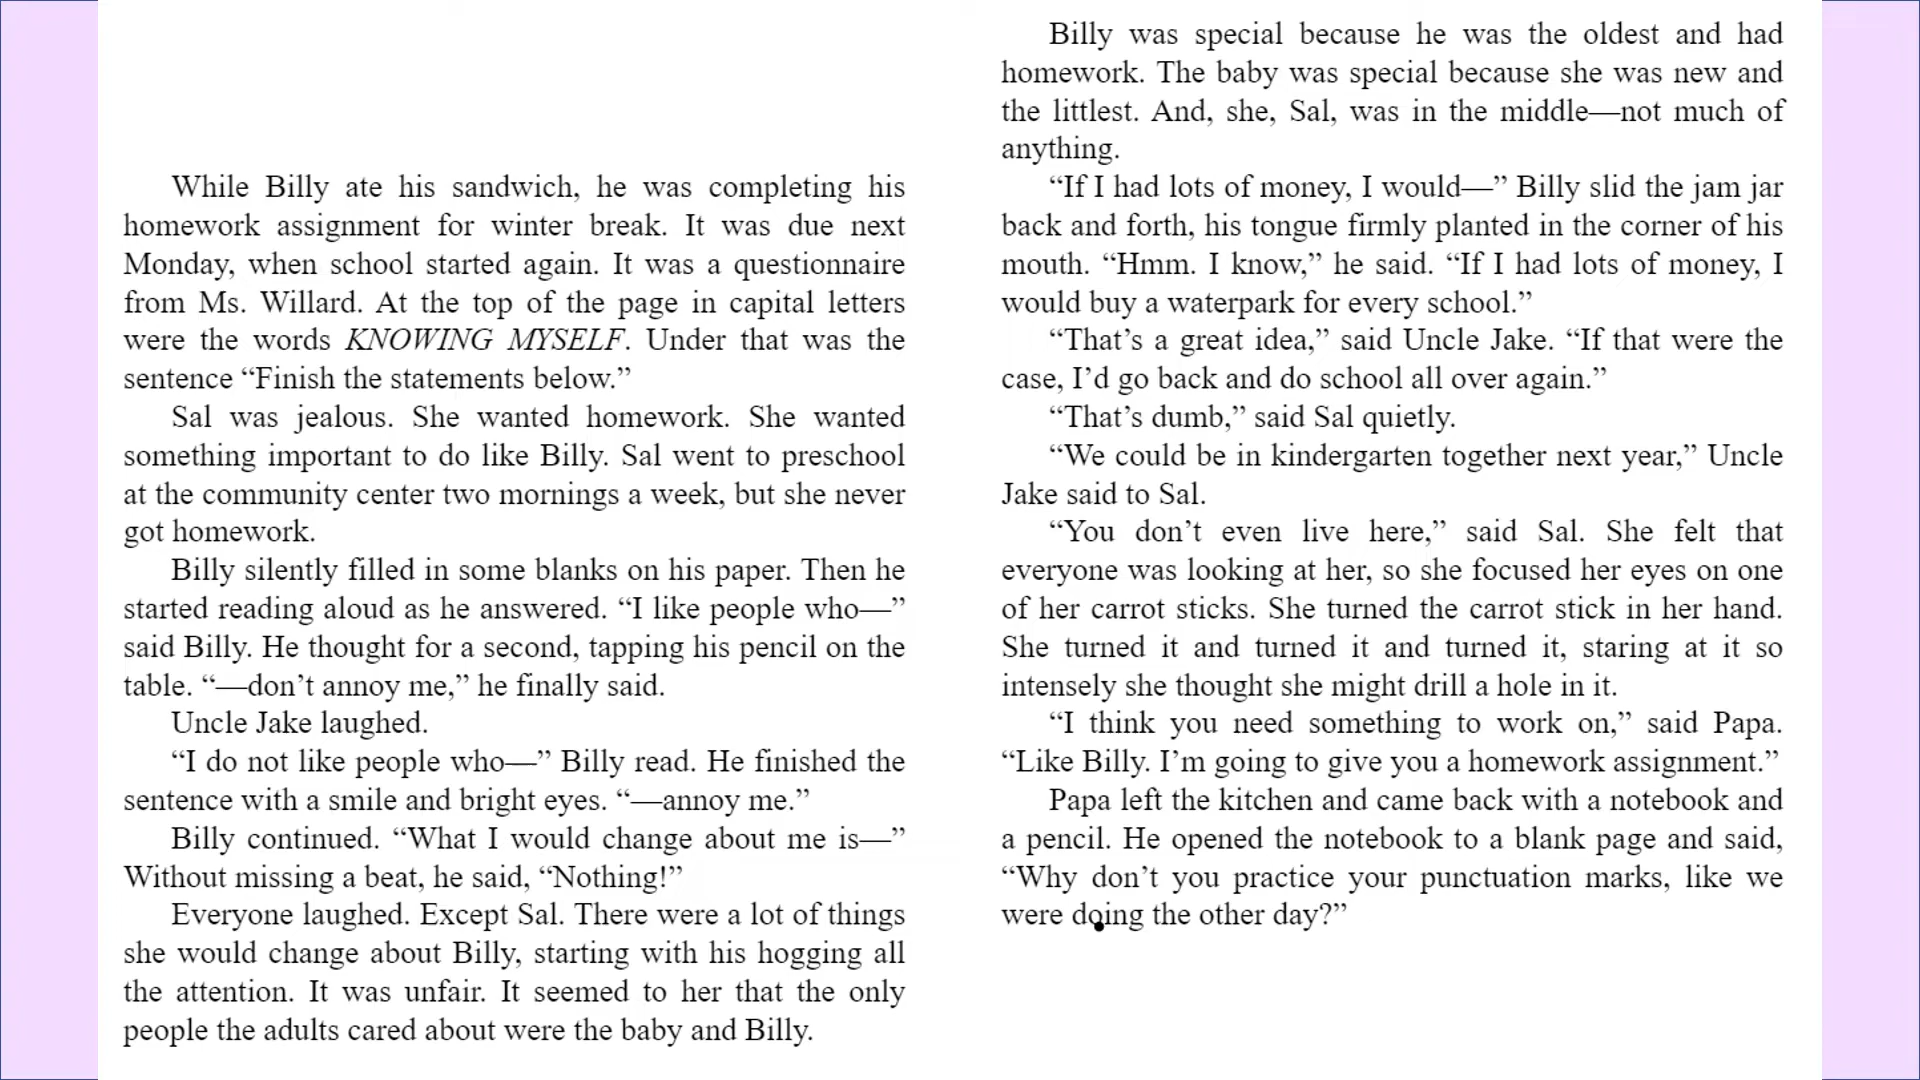 While Billy ate his sandwich, he was completing his
homework assignment for winter break. It was due next
Monday, when school started again. It was a questionnaire
from Ms. Willard. At the top of the page in capital letters
were the words KNOWING MYSELF. Under that was the
sentence “Finish the statements below.”
Sal was jealous. She wanted homework. She wanted
something important to do like Billy. Sal went to preschool
at the community center two mornings a week, but she never
got homework.
Billy silently filled in some blanks on his paper. Then he
started reading aloud as he answered. “I like people who—”
said Billy. He thought for a second, tapping his pencil on the
table. “—don’t annoy me,” he finally said.
Uncle Jake laughed.
“I do not like people who—” Billy read. He finished the
sentence with a smile and bright eyes. “—annoy me.”
Billy continued. “What I would change about me is—”
Without missing a beat, he said, “Nothing!”
Everyone laughed. Except Sal. There were a lot of things
she would change about Billy, starting with his hogging all
the attention. It was unfair. It seemed to her that the only
people the adults cared about were the baby and Billy.
Billy was special because he was the oldest and had
homework. The baby was special because she was new and
the littlest. And, she, Sal, was in the middle—not much of
anything.
“If I had lots of money, I would—” Billy slid the jam jar
back and forth, his tongue firmly planted in the corner of his
mouth. “Hmm. I know,” he said. “If I had lots of money, I
would buy a waterpark for every school.”
“That’s a great idea,” said Uncle Jake. “If that were the
case, I’d go back and do school all over again.”
“That’s dumb,” said Sal quietly.
“We could be in kindergarten together next year,” Uncle
Jake said to Sal.
“You don’t even live here,” said Sal. She felt that
everyone was looking at her, so she focused her eyes on one
of her carrot sticks. She turned the carrot stick in her hand.
She turned it and turned it and turned it, staring at it so
intensely she thought she might drill a hole in it.
“I think you need something to work on,” said Papa.
“Like Billy. I’m going to give you a homework assignment.”
Papa left the kitchen and came back with a notebook and
a pencil. He opened the notebook to a blank page and said,
“Why don’t you practice your punctuation marks, like we
were doing the other day?”